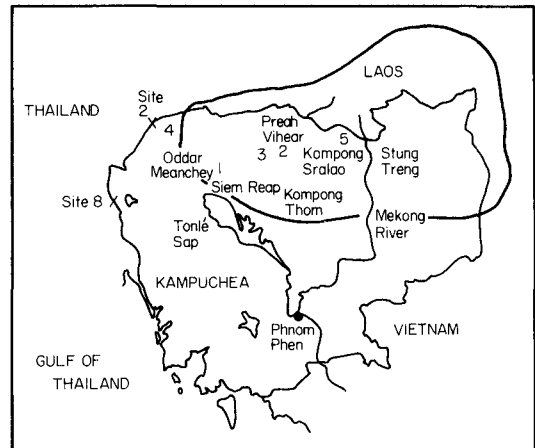 LAOS
THAILAND
Site
2
4
Preah
Vihear
5
Oddar
Meanchey
3
2
Kompong
Sralao
Stung
Treng
1
Siem Reap
Kompong
Thom
Site 8
Mekong
River
Tonlé
Sap
KAMPUCHEA
VIETNAM
Phnom
Phen
GULF OF
THAILAND